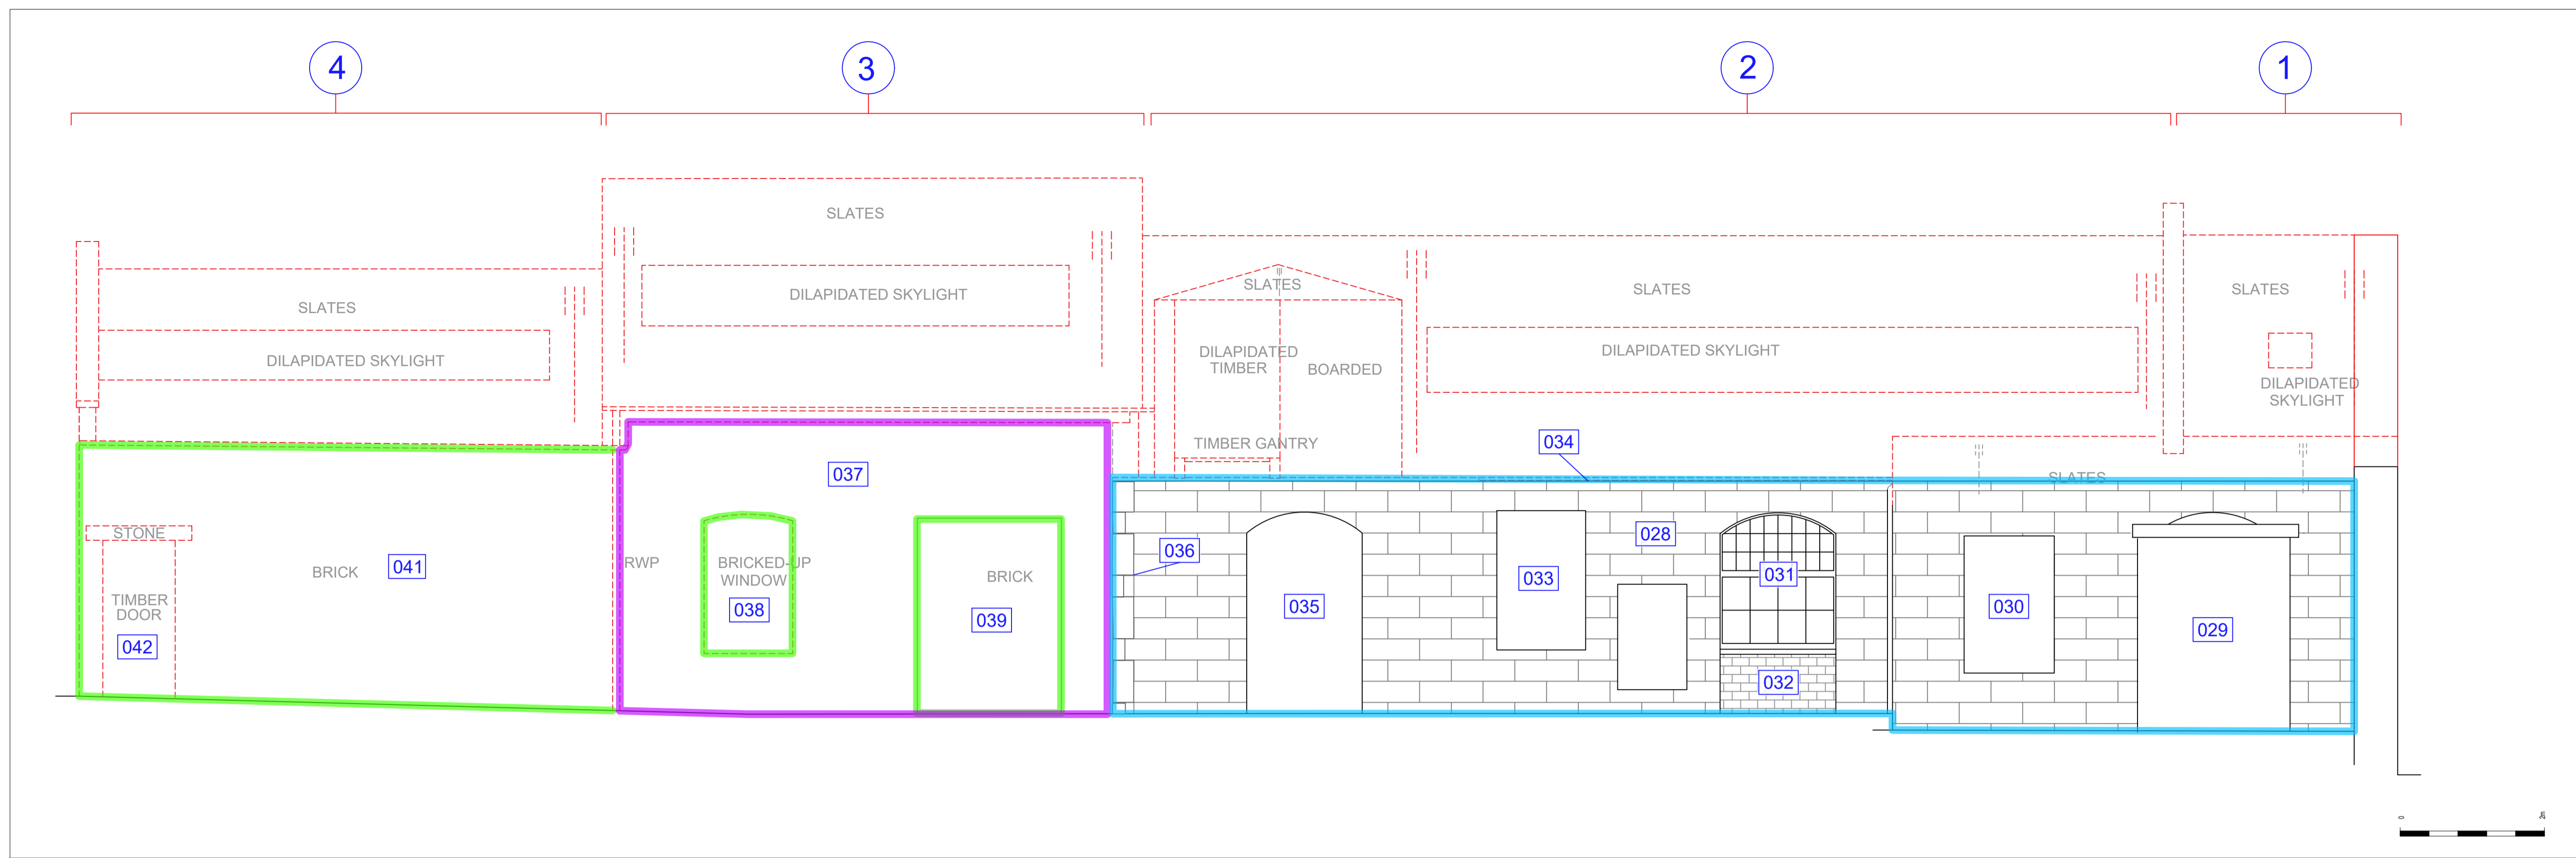 4
3
2
1
SLATES
SLATES
DILAPIDATED SKYLIGHT
SLATES
DILAPIDATED SKYLIGHT
SLATES
DILAPIDATED
TIMBER
BOARDED
TIMBER GANTRY
SLATES
DILAPIDATED SKYLIGHT
SLATES
DILAPIDATED
SKYLIGHT
034
SLATES
037
STONE
BRICK
041
TIMBER
DOOR
042
RWP
BRICKED-UP
WINDOW
038
BRICK
039
036
035
033
028
031
032
030
029
0